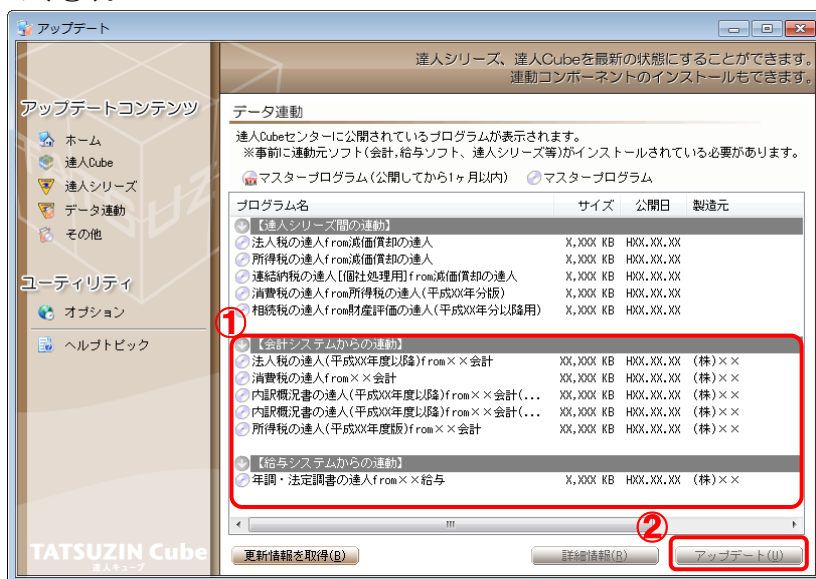 アップデート
達人シリーズ、達人Cubeを最新の状態にすることができます。
連動コンポーネントのインストールもできます。
アップデートコンテンツ
ホーム
達人Cube
達人シリーズ
データ連動
その他
ユーティリティ
オプション
ヘルプトピック
TATSUZIN Cube
達人キューブ
データ連動
達人Cubeセンターに公開されているプログラムが表示されます。
※事前に連動元ソフト(会計,給与ソフト、達人シリーズ等)がインストールされている必要があります。
マスタープログラム(公開してから1ヶ月以内) マスタープログラム
プログラム名 サイズ 公開日 製造元
【達人シリーズ間の連動】
法人税の達人from減価償却の達人 X,XXX KB HXX.XX.XX
所得税の達人from減価償却の達人 X,XXX KB HXX.XX.XX
連結納税の達人[個社処理用]from減価償却の達人 X,XXX KB HXX.XX.XX
消費税の達人from所得税の達人(平成XX年分版) X,XXX KB HXX.XX.XX
相続税の達人from財産評価の達人(平成XX年分以降用) X,XXX KB HXX.XX.XX
①
【会計システムからの連動】
法人税の達人(平成XX年度以降)from××会計 XX,XXX KB HXX.XX.XX (株)××
消費税の達人from××会計 XX,XXX KB HXX.XX.XX (株)××
内訳概況書の達人(平成XX年度以降)from××会計(... XX,XXX KB HXX.XX.XX (株)××
内訳概況書の達人(平成XX年度以降)from××会計(... XX,XXX KB HXX.XX.XX (株)××
所得税の達人(平成XX年度版)from××会計 XX,XXX KB HXX.XX.XX (株)××
【給与システムからの連動】
年調・法定調書の達人from××給与 X,XXX KB HXX.XX.XX (株)××
②
更新情報を取得(B) 詳細情報(R) アップデート(U)